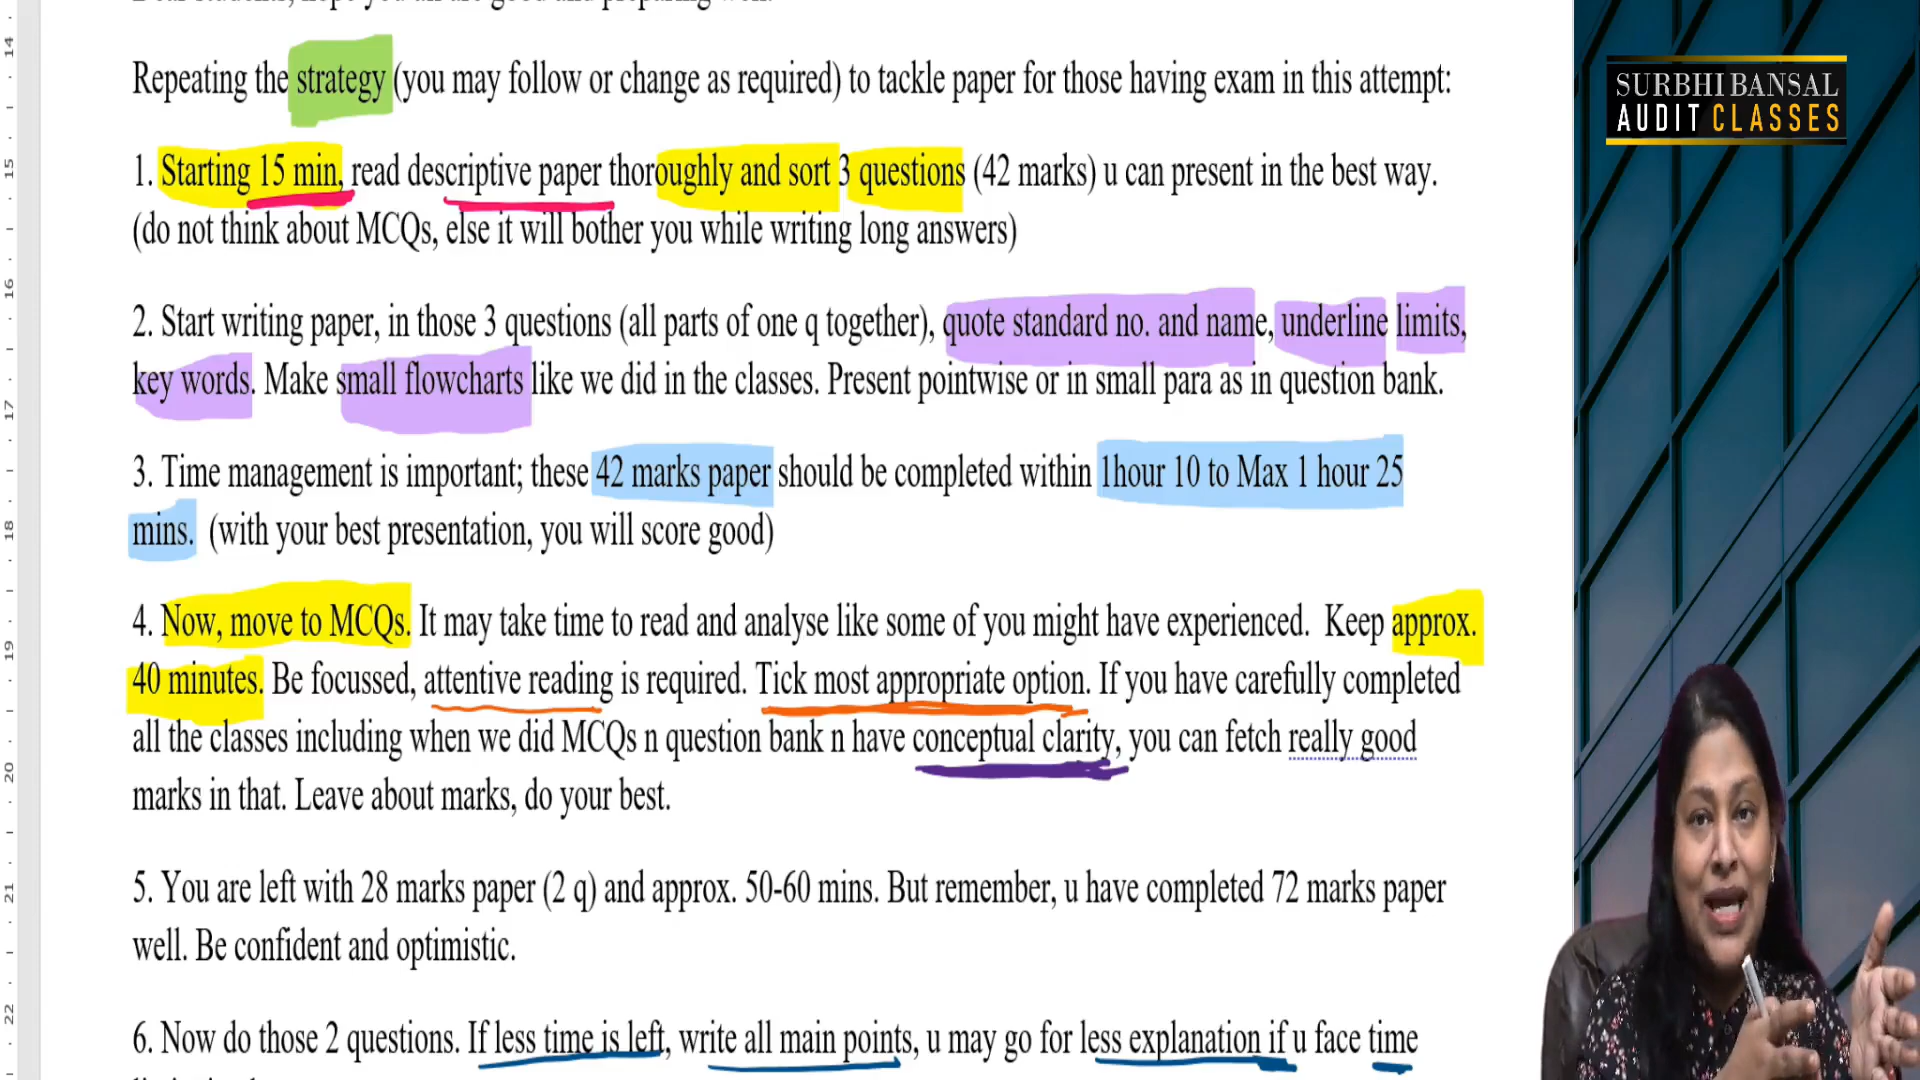 Repeating the strategy (you may follow or change as required) to tackle paper for those having exam in this attempt:
1. Starting 15 min, read descriptive paper thoroughly and sort 3 questions (42 marks) u can present in the best way.
(do not think about MCQs, else it will bother you while writing long answers)
2. Start writing paper, in those 3 questions (all parts of one q together), quote standard no. and name, underline limits,
key words. Make small flowcharts like we did in the classes. Present pointwise or in small para as in question bank.
3. Time management is important; these 42 marks paper should be completed within 1hour 10 to Max 1 hour 25
mins. (with your best presentation, you will score good)
4. Now, move to MCQs. It may take time to read and analyse like some of you might have experienced. Keep approx.
40 minutes. Be focussed, attentive reading is required. Tick most appropriate option. If you have carefully completed
all the classes including when we did MCQs n question bank n have conceptual clarity, you can fetch really good
marks in that. Leave about marks, do your best.
5. You are left with 28 marks paper (2 q) and approx. 50-60 mins. But remember, u have completed 72 marks paper
well. Be confident and optimistic.
6. Now do those 2 questions. If less time is left, write all main points, u may go for less explanation if u face time
SURBHI BANSAL
AUDIT CLASSES
14
15
16
17
18
19
20
21
22